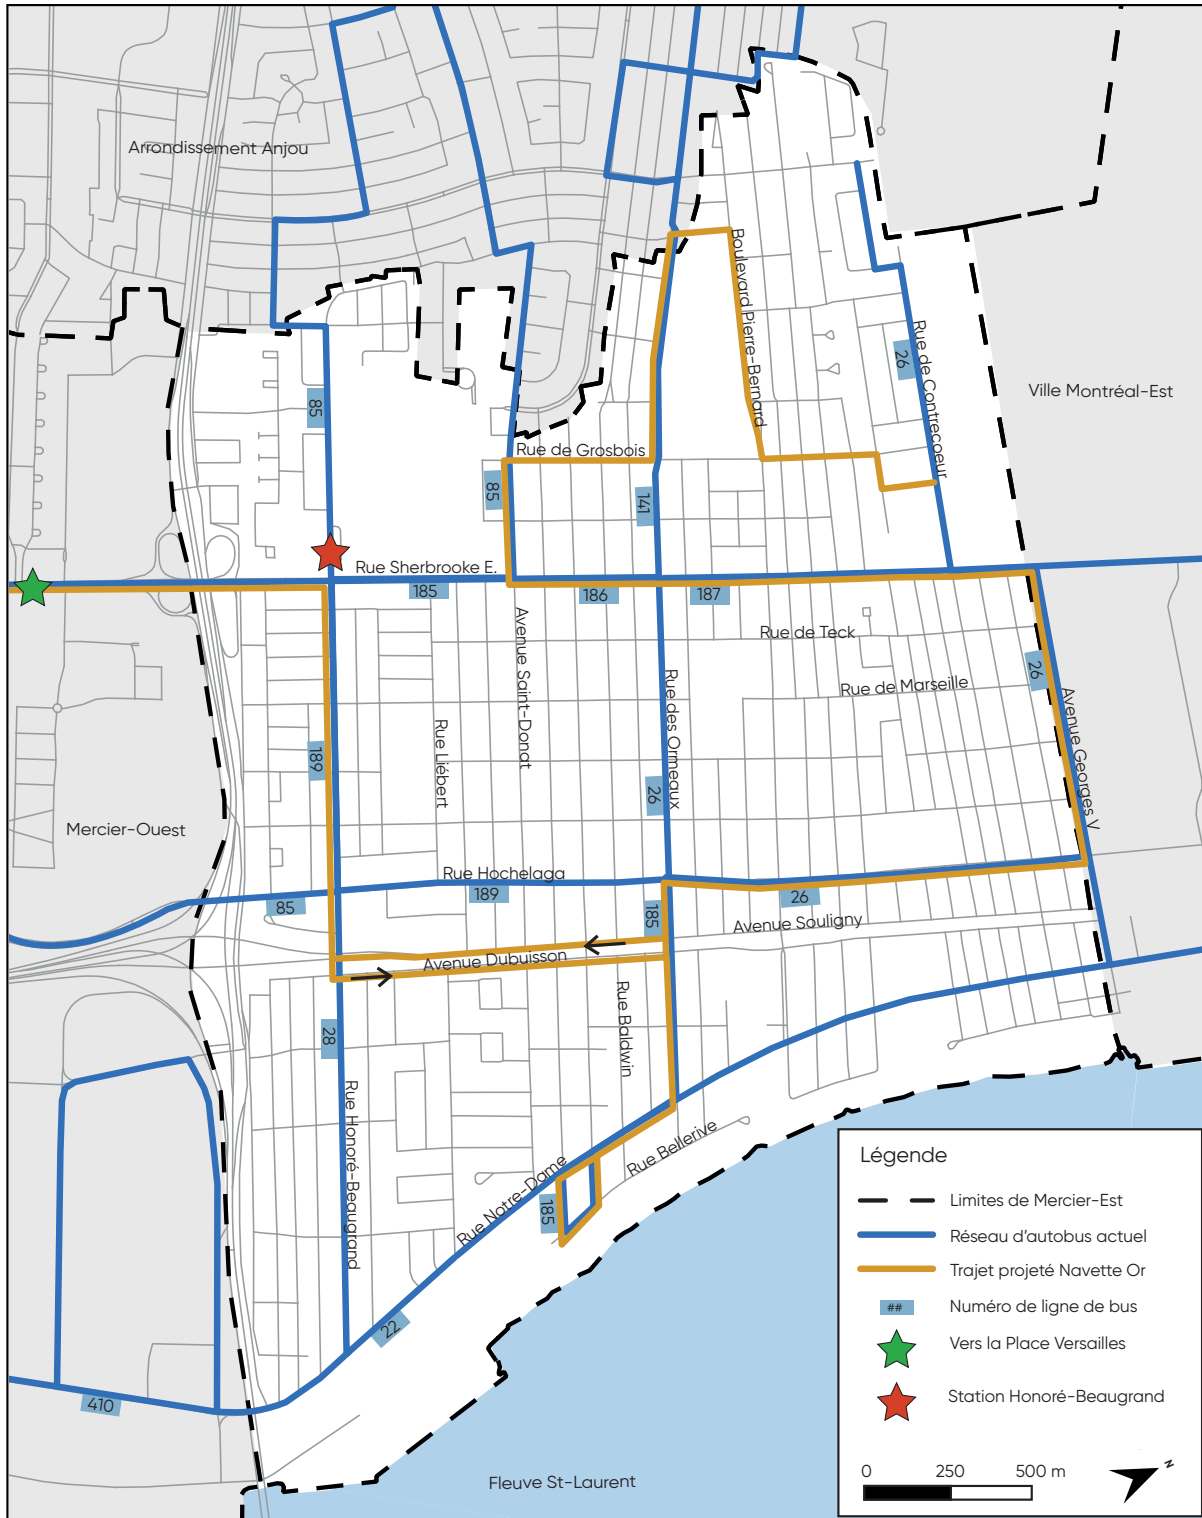 Arrondissement Anjou
Boulevard Pierre-Bernard
Rue de Contrecoeur
26
Ville Montréal-Est
85
Rue de Grosbois
85
141
Rue Sherbrooke E.
185
186
187
Avenue Saint-Donat
Rue de Teck
Rue de Marseille
26
Avenue Georges V
Rue des Ormeaux
Rue Liébert
189
26
Mercier-Ouest
Rue Hochelaga
85
189
26
185
Avenue Souligny
Avenue Dubuisson
Rue Baldwin
28
Rue Honoré-Beaugrand
Rue Bellerive
Rue Notre-Dame
185
22
410
Fleuve St-Laurent
Légende
Limites de Mercier-Est
Réseau d'autobus actuel
Trajet projeté Navette Or
## Numéro de ligne de bus
Vers la Place Versailles
Station Honoré-Beaugrand
0 250 500 m
N